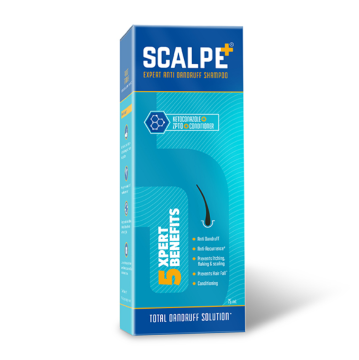 SCALPE+®
EXPERT ANTI DANDRUFF SHAMPOO
KETOCONAZOLE +
ZPTO + CONDITIONER
5 XPERT
BENEFITS
Anti Dandruff
Anti-Recurrence*
Prevents Itching,
flaking & scaling
Prevents Hair Fall*
Conditioning
75 ml
TOTAL DANDRUFF SOLUTION*